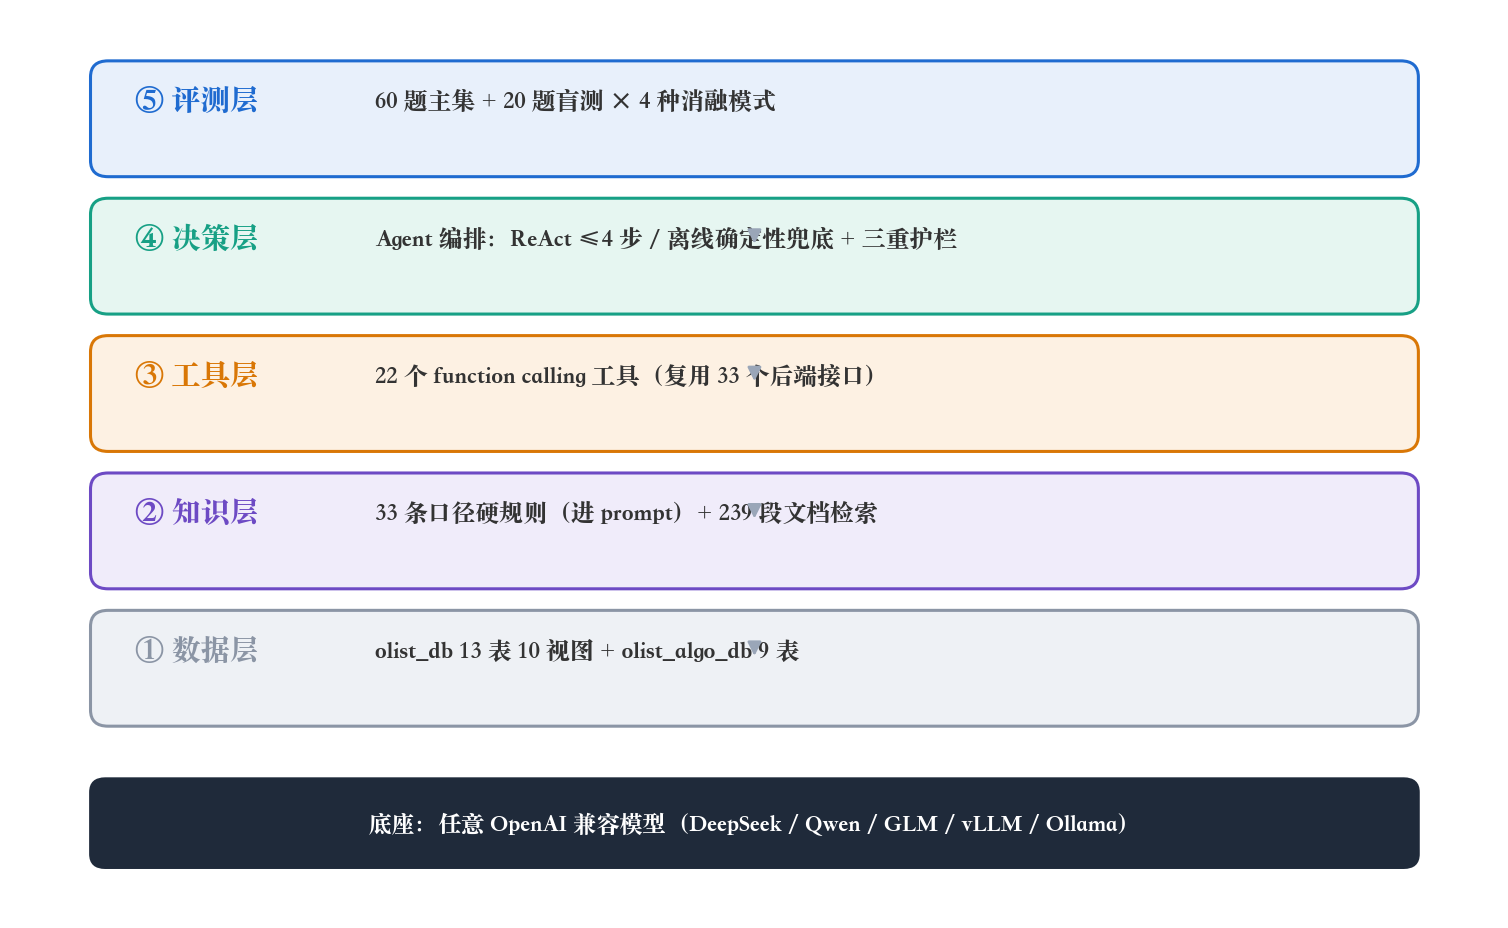 ⑤ 评测层 60 题主集 + 20 题盲测 × 4 种消融模式
④ 决策层 Agent 编排：ReAct ≤4 步 / 离线确定性兜底 + 三重护栏
③ 工具层 22 个 function calling 工具（复用 33 个后端接口）
② 知识层 33 条口径硬规则（进 prompt）+ 239 段文档检索
① 数据层 olist_db 13 表 10 视图 + olist_algo_db 9 表
底座：任意 OpenAI 兼容模型（DeepSeek / Qwen / GLM / vLLM / Ollama）